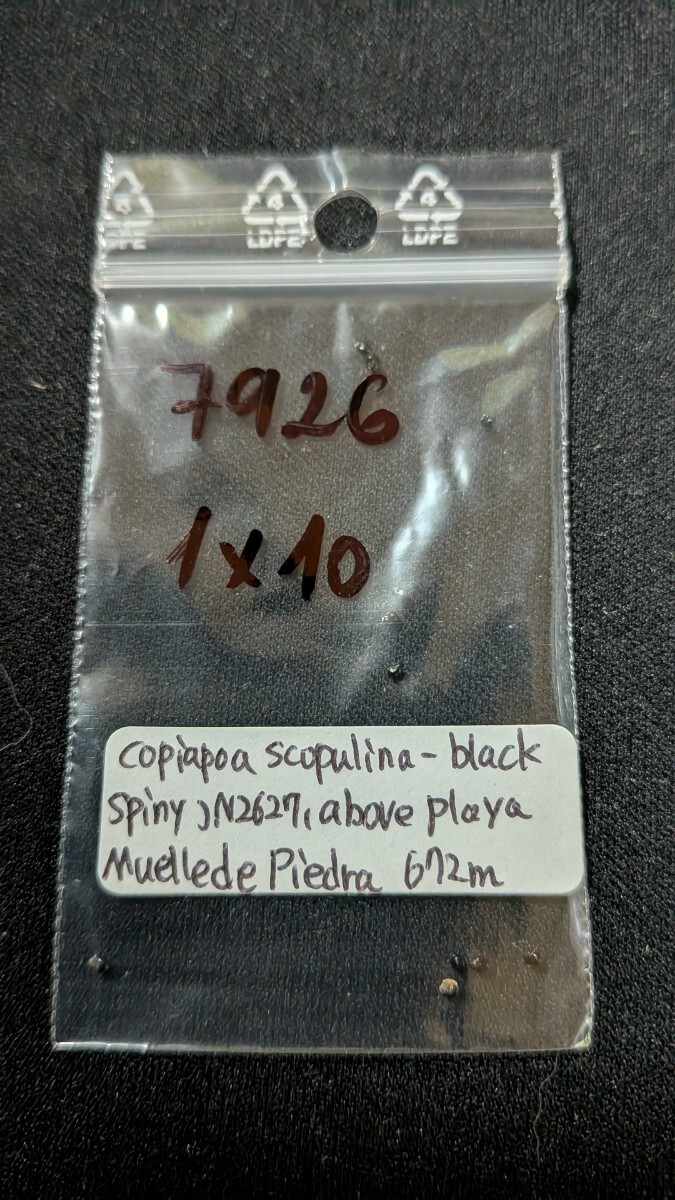 4 4 4
LDPE LDPE LDPE
7926
1x10
Copiapoa scopulina - black
Spiny, JN2627, above playa
Muellede Piedra 672m